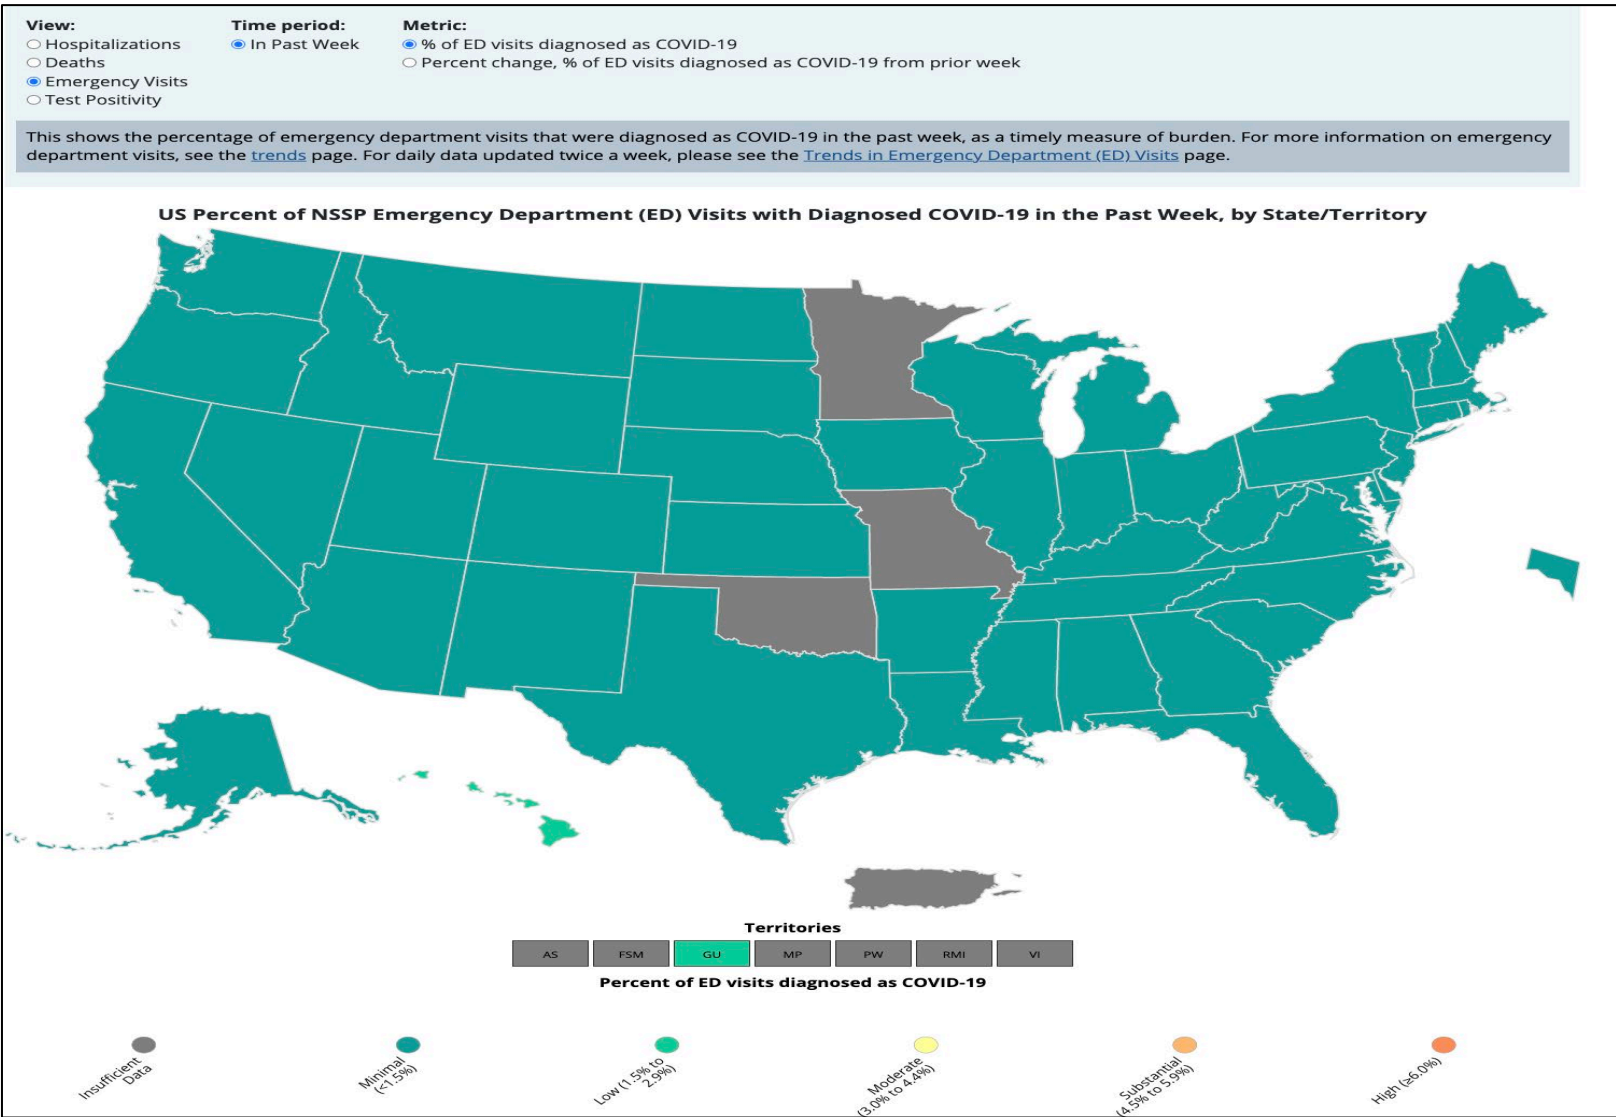 View:
Hospitalizations
Deaths
Emergency Visits
Test Positivity
Time period:
In Past Week
Metric:
% of ED visits diagnosed as COVID-19
Percent change, % of ED visits diagnosed as COVID-19 from prior week
This shows the percentage of emergency department visits that were diagnosed as COVID-19 in the past week, as a timely measure of burden. For more information on emergency
department visits, see the trends page. For daily data updated twice a week, please see the Trends in Emergency Department (ED) Visits page.
US Percent of NSSP Emergency Department (ED) Visits with Diagnosed COVID-19 in the Past Week, by State/Territory
Territories
AS FSM GU MP PW RMI VI
Percent of ED visits diagnosed as COVID-19
Insufficient
Data
Minimal
(<1.5%)
Low (1.5% to
2.9%)
Moderate
(3.0% to 4.4%)
Substantial
(4.5% to 5.9%)
High (≥6.0%)